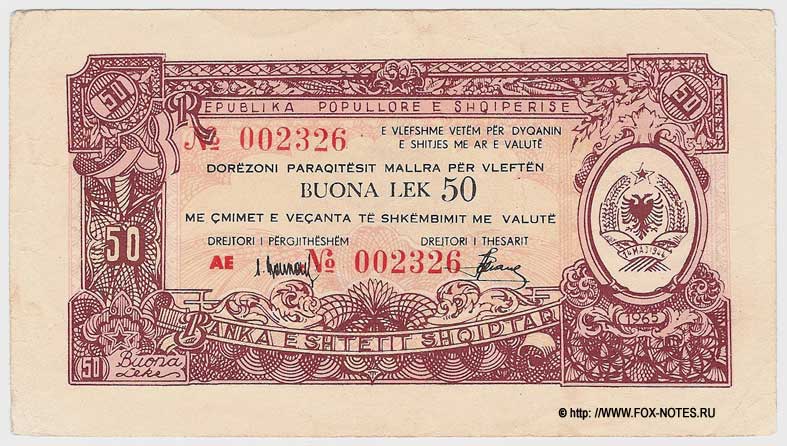 50
50
REPUBLIKA POPULLORE E SHQIPERISE
№ 002326
E VLEFSHME VETËM PËR DYQANIN
E SHITJES ME AR E VALUTË
DORËZONI PARAQITËSIT MALLRA PËR VLEFTËN
BUONA LEK 50
ME ÇMIMET E VEÇANTA TË SHKËMBIMIT ME VALUTË
50
DREJTORI I PËRGJITHËSHËM
DREJTORI I THESARIT
AE № 002326
1965
BANKA E SHTETIT SHQIPTAR
50
Buona
Leke
© http: //WWW.FOX-NOTES.RU